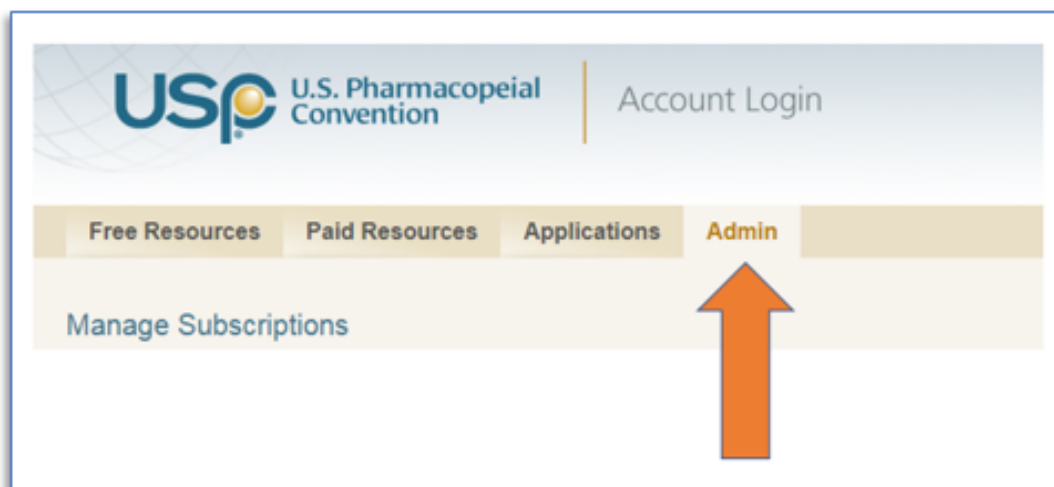 USP U.S. Pharmacopeial
Convention
Account Login
Free Resources Paid Resources Applications Admin
Manage Subscriptions